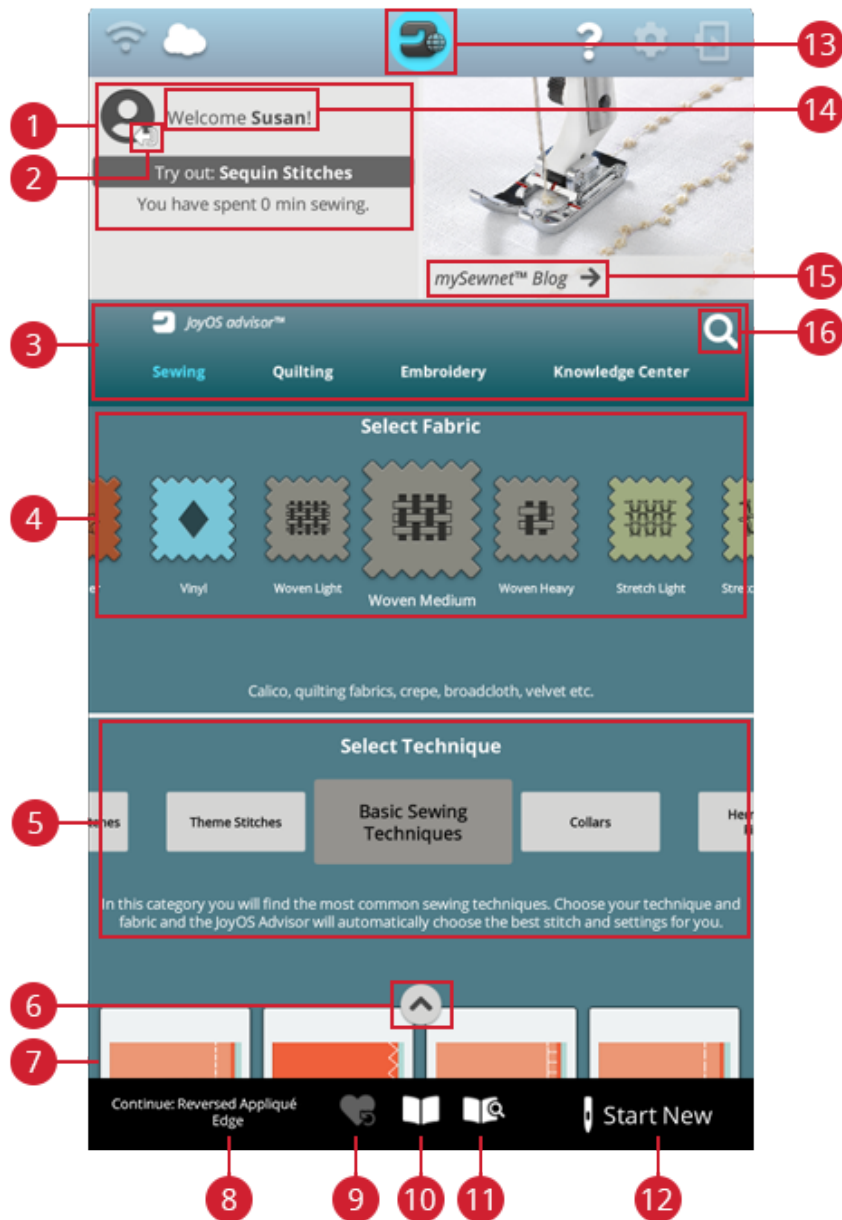 13
1
Welcome Susan!
14
2
Try out: Sequin Stitches
You have spent 0 min sewing.
mySewnet™ Blog →
15
JoyOS advisor™
16
3
Sewing Quilting Embroidery Knowledge Center
Select Fabric
4
er Vinyl Woven Light Woven Medium Woven Heavy Stretch Light Stretc
Calico, quilting fabrics, crepe, broadcloth, velvet etc.
Select Technique
5
Theme Stitches
Basic Sewing
Techniques
Collars
In this category you will find the most common sewing techniques. Choose your technique and
fabric and the JoyOS Advisor will automatically choose the best stitch and settings for you.
6
7
Continue: Reversed Appliqué
Edge
Start New
8 9 10 11 12